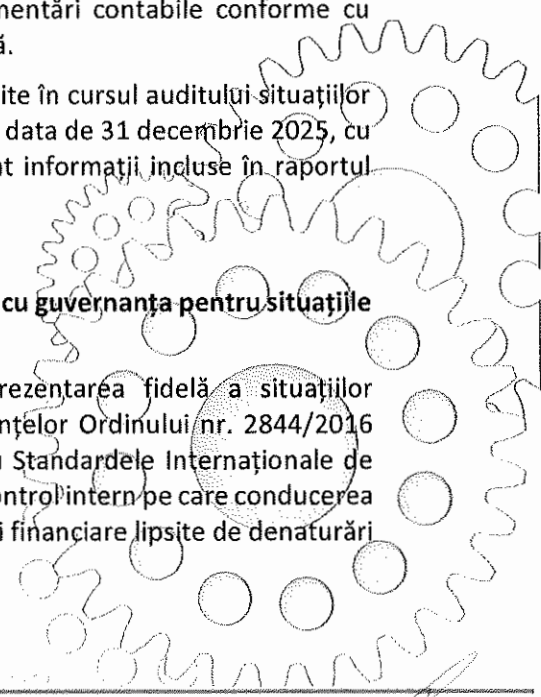 mentări contabile conforme cu
ă.
ite în cursul auditului situațiilor
data de 31 decembrie 2025, cu
nt informații incluse în raportul
cu guvernanța pentru situațiile
rezentarea fidelă a situațiilor
nțelor Ordinului nr. 2844/2016
Standardele Internaționale de
ontrol intern pe care conducerea
i financiare lipsite de denaturări